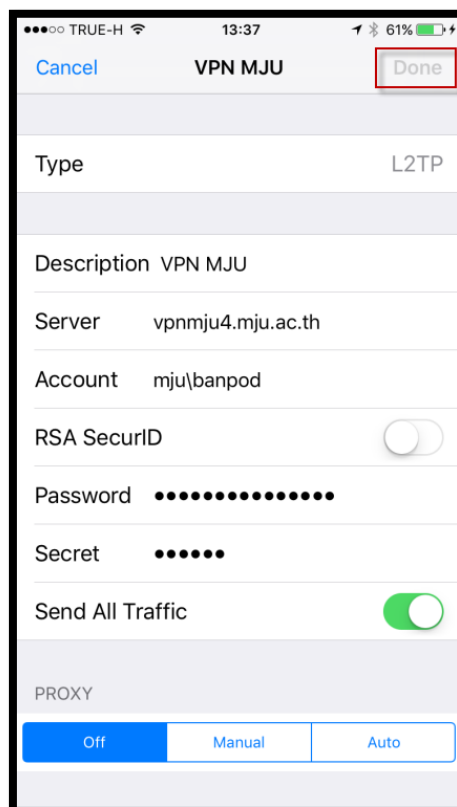 TRUE-H 13:37 61%
Cancel VPN MJU Done
Type L2TP
Description VPN MJU
Server vpnmju4.mju.ac.th
Account mju\banpod
RSA SecurID
Password •••••••••••••••
Secret ••••••
Send All Traffic
PROXY
Off Manual Auto